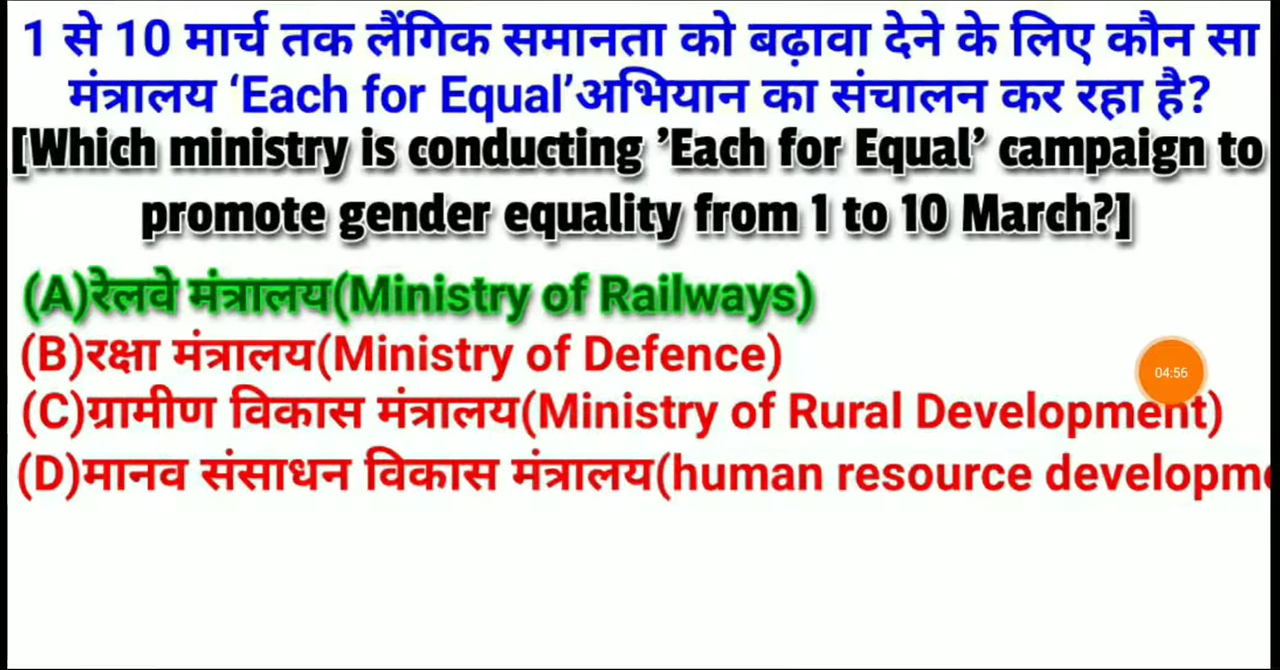 1 से 10 मार्च तक लैंगिक समानता को बढ़ावा देने के लिए कौन सा
मंत्रालय ‘Each for Equal’अभियान का संचालन कर रहा है?
[Which ministry is conducting ’Each for Equal’ campaign to
promote gender equality from 1 to 10 March?]
(A)रेलवे मंत्रालय(Ministry of Railways)
(B)रक्षा मंत्रालय(Ministry of Defence)
04:56
(C)ग्रामीण विकास मंत्रालय(Ministry of Rural Development)
(D)मानव संसाधन विकास मंत्रालय(human resource developme